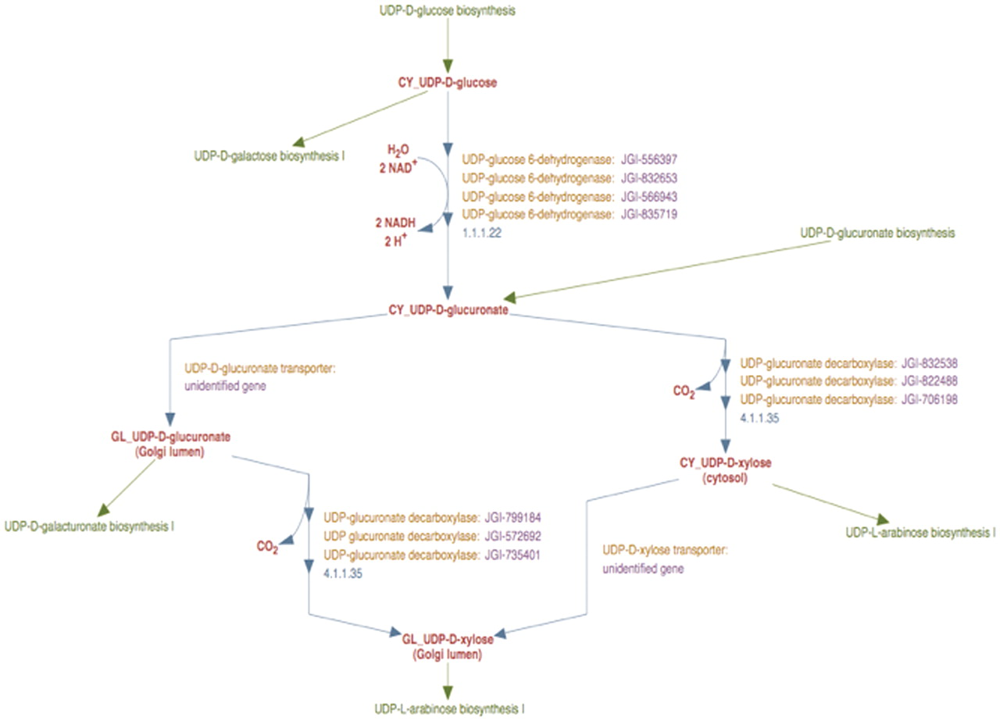 UDP-D-glucose biosynthesis
CY_UDP-D-glucose
UDP-D-galactose biosynthesis I
H2O
2 NAD+
UDP-glucose 6-dehydrogenase: JGI-556397
UDP-glucose 6-dehydrogenase: JGI-832653
UDP-glucose 6-dehydrogenase: JGI-566943
UDP-glucose 6-dehydrogenase: JGI-835719
1.1.1.22
2 NADH
2 H+
UDP-D-glucuronate biosynthesis
CY_UDP-D-glucuronate
UDP-D-glucuronate transporter:
unidentified gene
UDP-glucuronate decarboxylase: JGI-832538
UDP-glucuronate decarboxylase: JGI-822488
UDP-glucuronate decarboxylase: JGI-706198
4.1.1.35
CO2
GL_UDP-D-glucuronate
(Golgi lumen)
CY_UDP-D-xylose
(cytosol)
UDP-D-galacturonate biosynthesis I
UDP-L-arabinose biosynthesis I
UDP-glucuronate decarboxylase: JGI-799184
UDP glucuronate decarboxylase: JGI-572692
UDP-glucuronate decarboxylase: JGI-735401
4.1.1.35
CO2
UDP-D-xylose transporter:
unidentified gene
GL_UDP-D-xylose
(Golgi lumen)
UDP-L-arabinose biosynthesis I